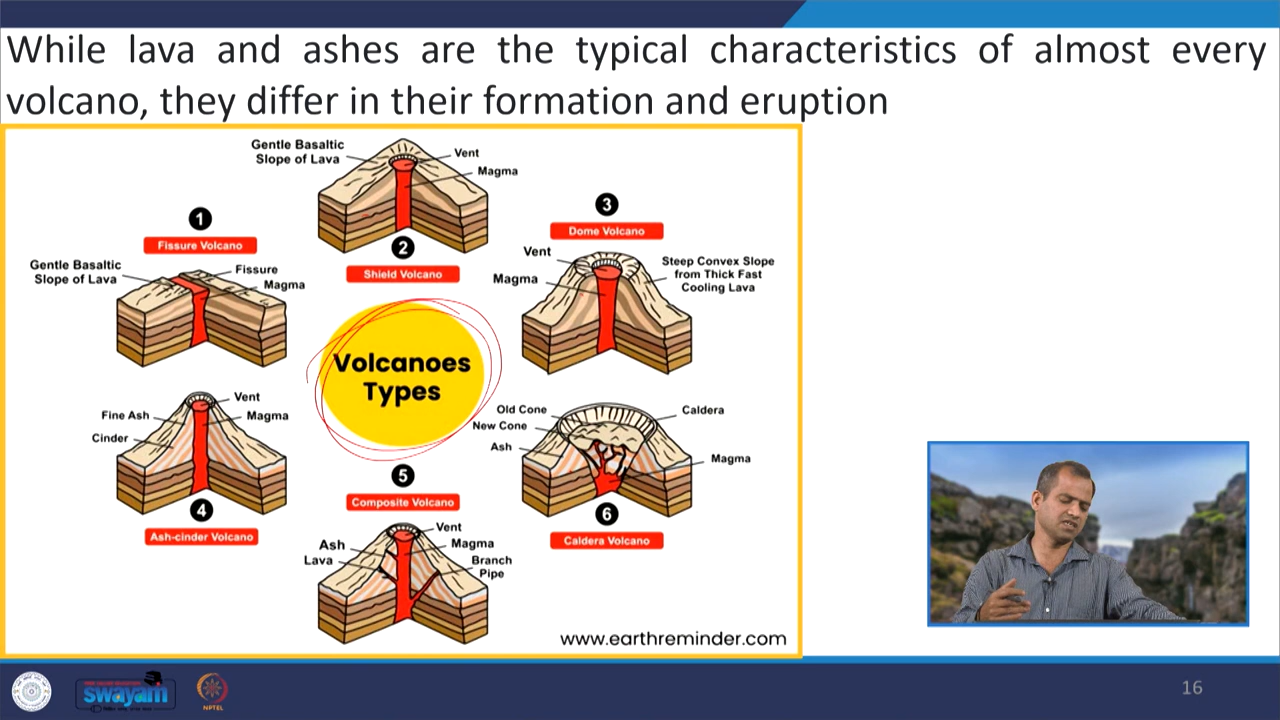 While lava and ashes are the typical characteristics of almost every
volcano, they differ in their formation and eruption
Gentle Basaltic
Slope of Lava
Vent
Magma
2
Shield Volcano
1
Fissure Volcano
Gentle Basaltic
Slope of Lava
Fissure
Magma
3
Dome Volcano
Vent
Magma
Steep Convex Slope
from Thick Fast
Cooling Lava
Volcanoes
Types
Vent
Fine Ash
Magma
Cinder
4
Ash-cinder Volcano
5
Composite Volcano
Vent
Ash
Magma
Lava
Branch
Pipe
Old Cone
Caldera
New Cone
Ash
Magma
6
Caldera Volcano
www.earthreminder.com
swayam
NPTEL
16